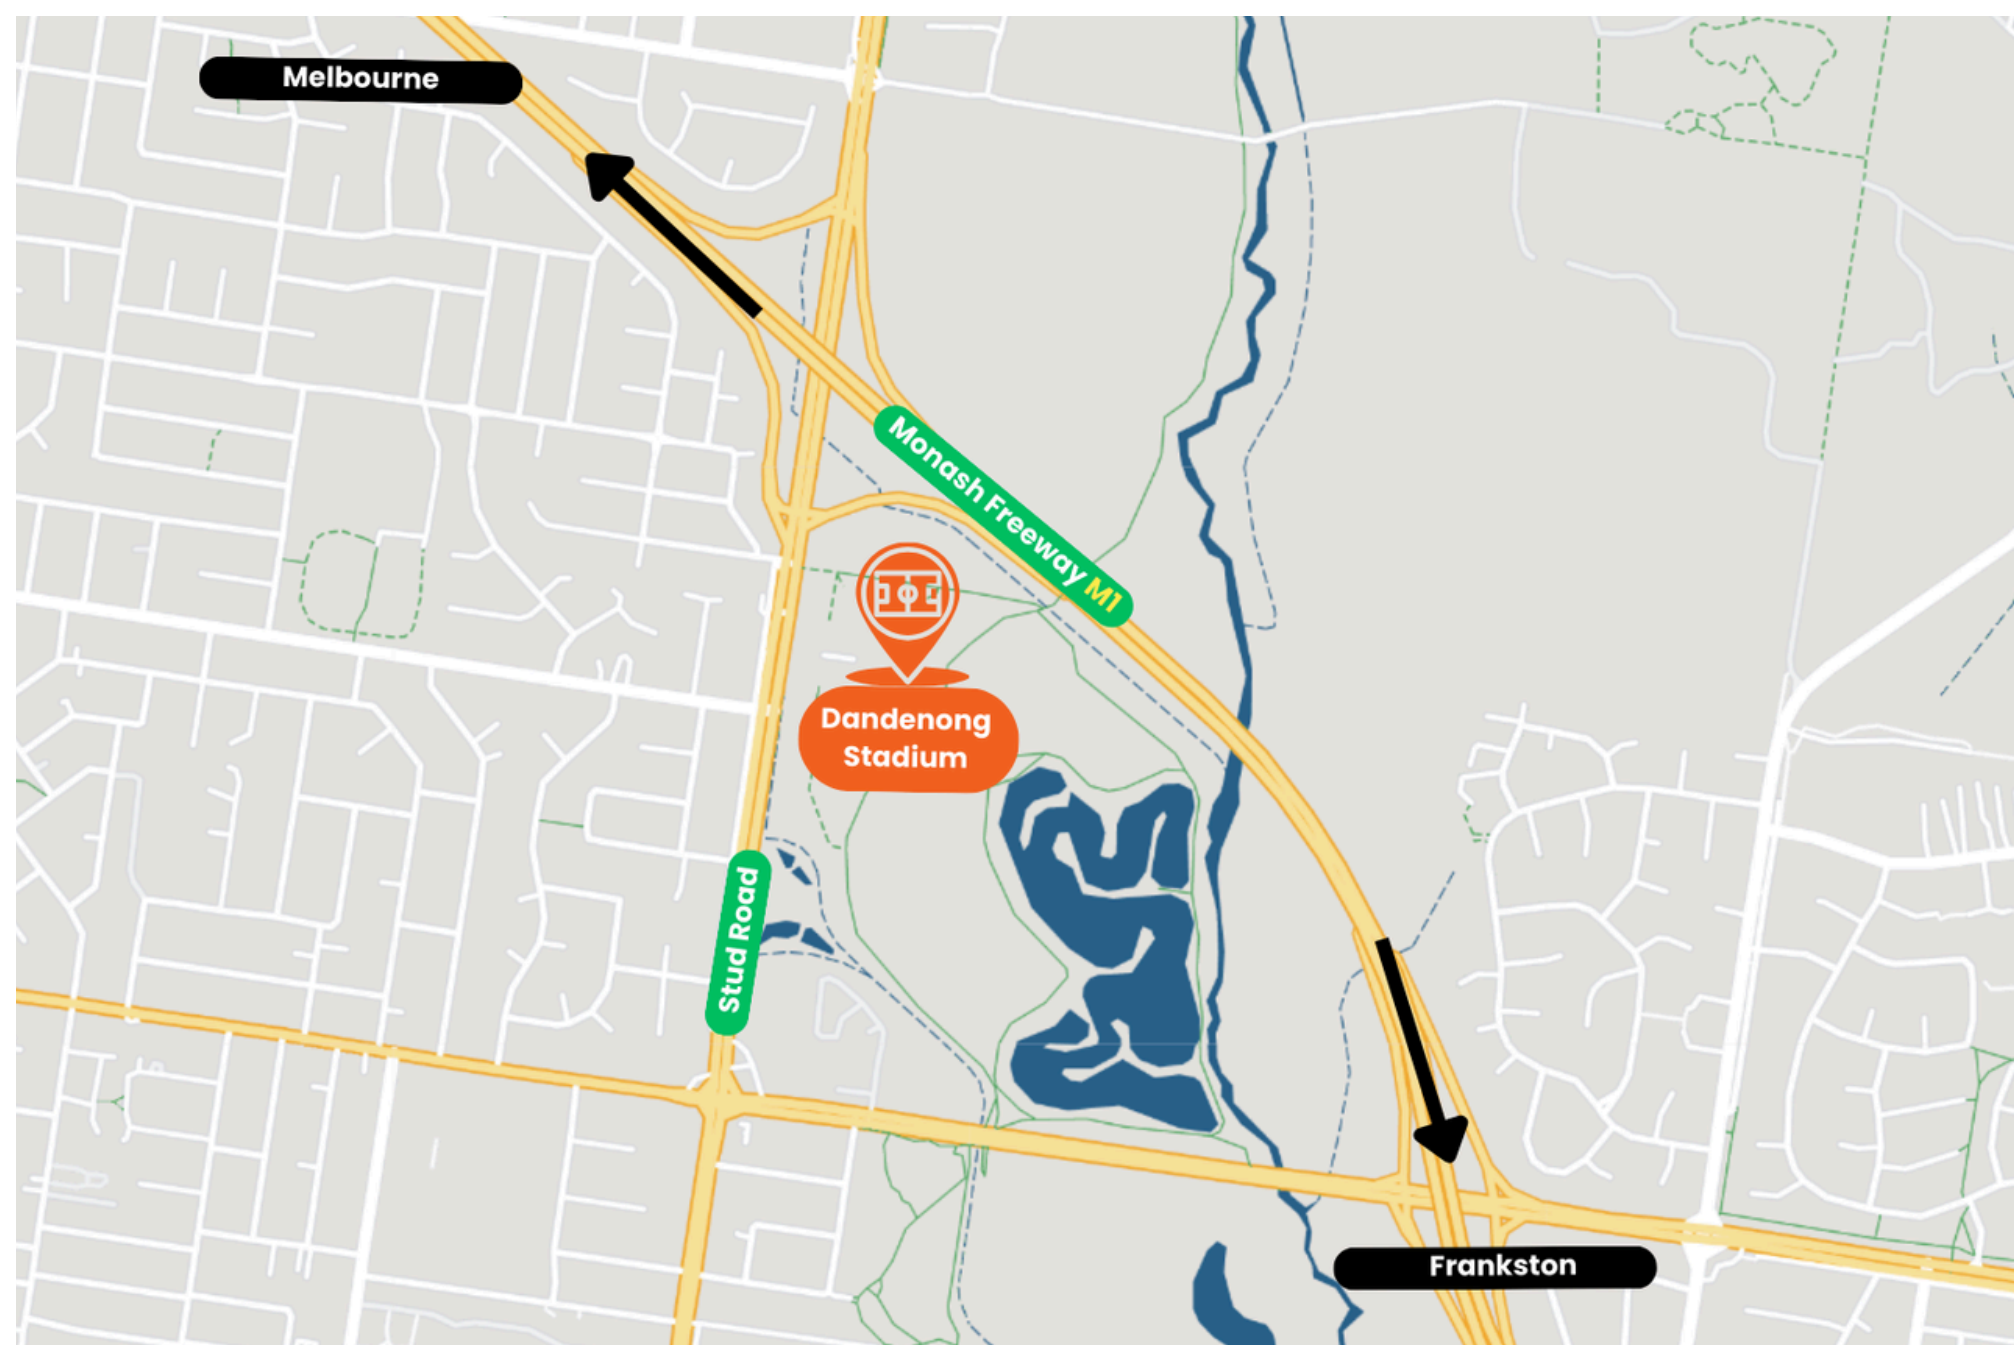 Melbourne
Monash Freeway M1
Dandenong
Stadium
Stud Road
Frankston